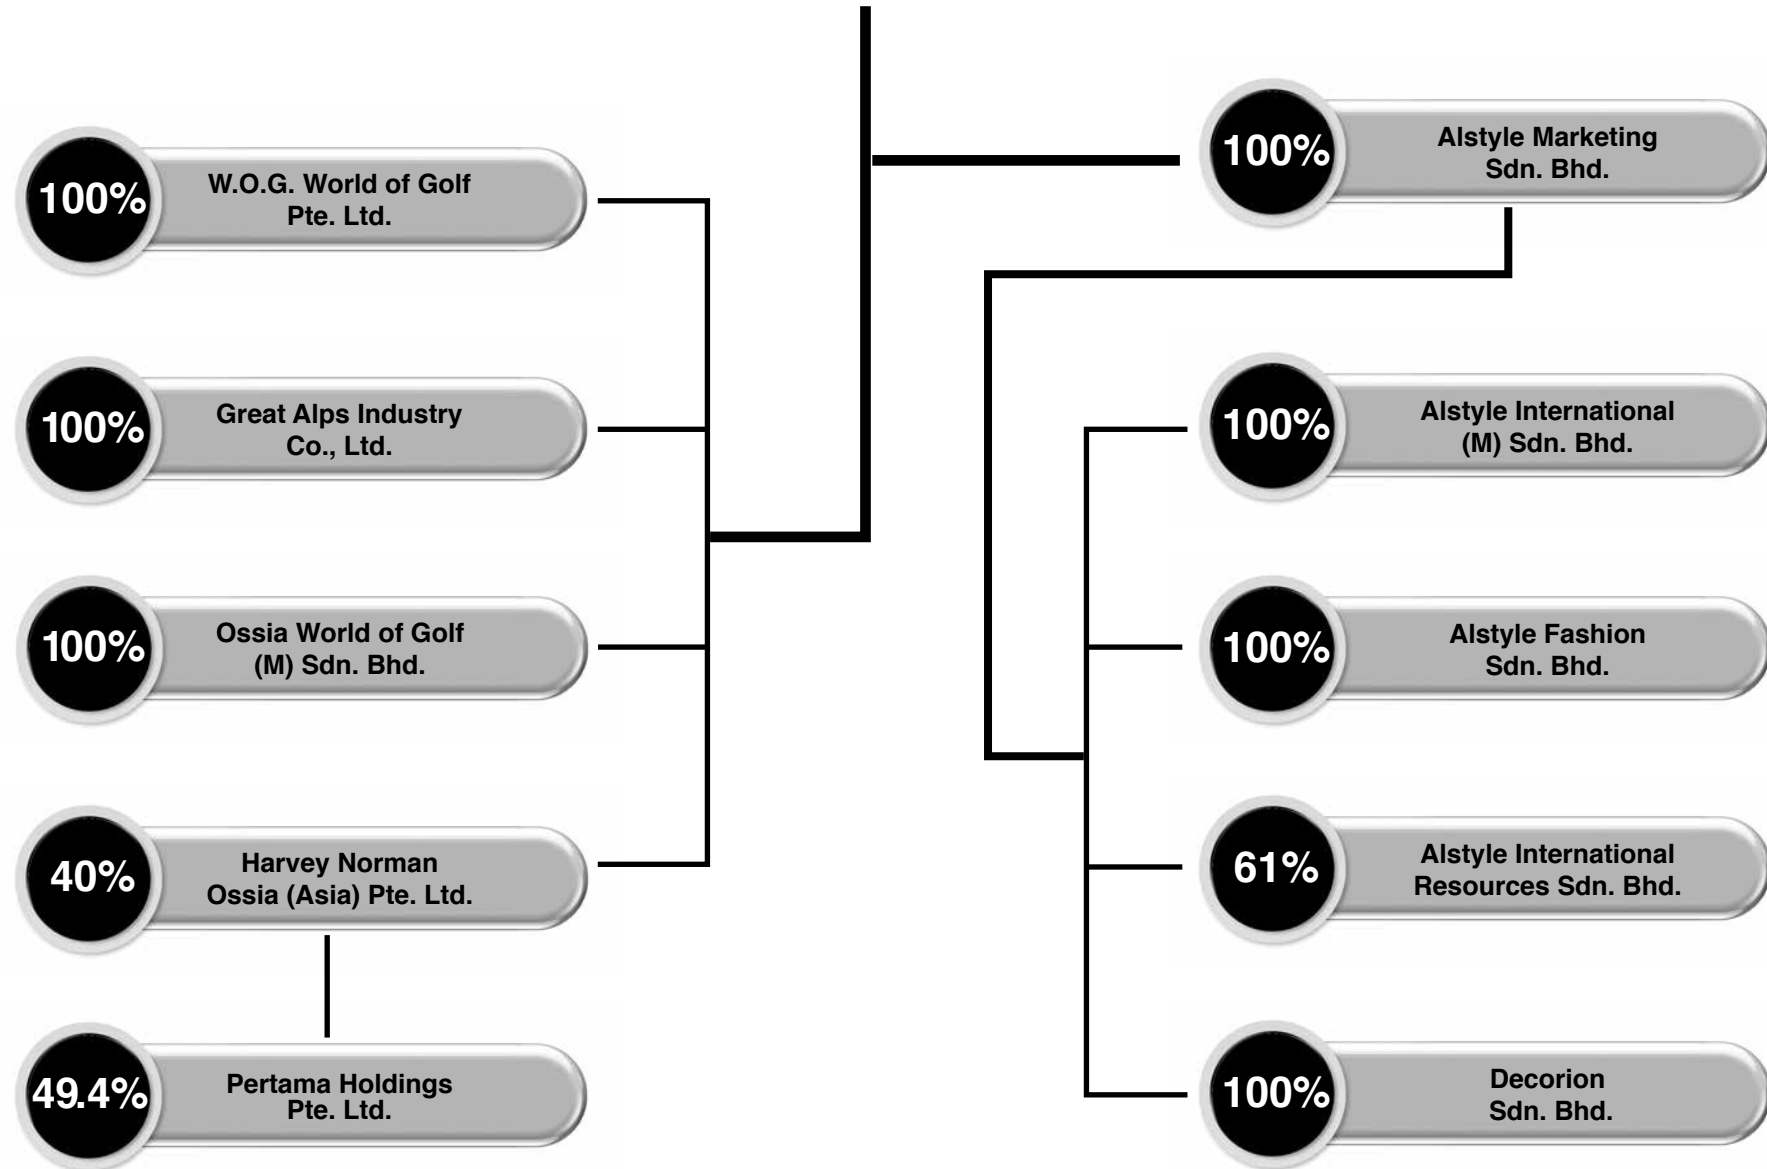 100%
W.O.G. World of Golf
Pte. Ltd.
100%
Great Alps Industry
Co., Ltd.
100%
Ossia World of Golf
(M) Sdn. Bhd.
40%
Harvey Norman
Ossia (Asia) Pte. Ltd.
49.4%
Pertama Holdings
Pte. Ltd.
100%
Alstyle Marketing
Sdn. Bhd.
100%
Alstyle International
(M) Sdn. Bhd.
100%
Alstyle Fashion
Sdn. Bhd.
61%
Alstyle International
Resources Sdn. Bhd.
100%
Decorion
Sdn. Bhd.